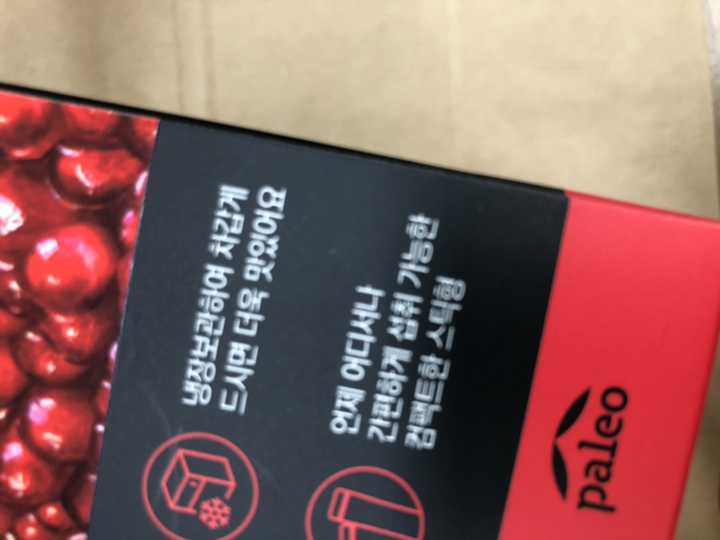 냉장보관하여 차갑게
드시면 더욱 맛있어요
언제 어디서나
간편하게 섭취 가능한
컴팩트한 스틱형
paleo